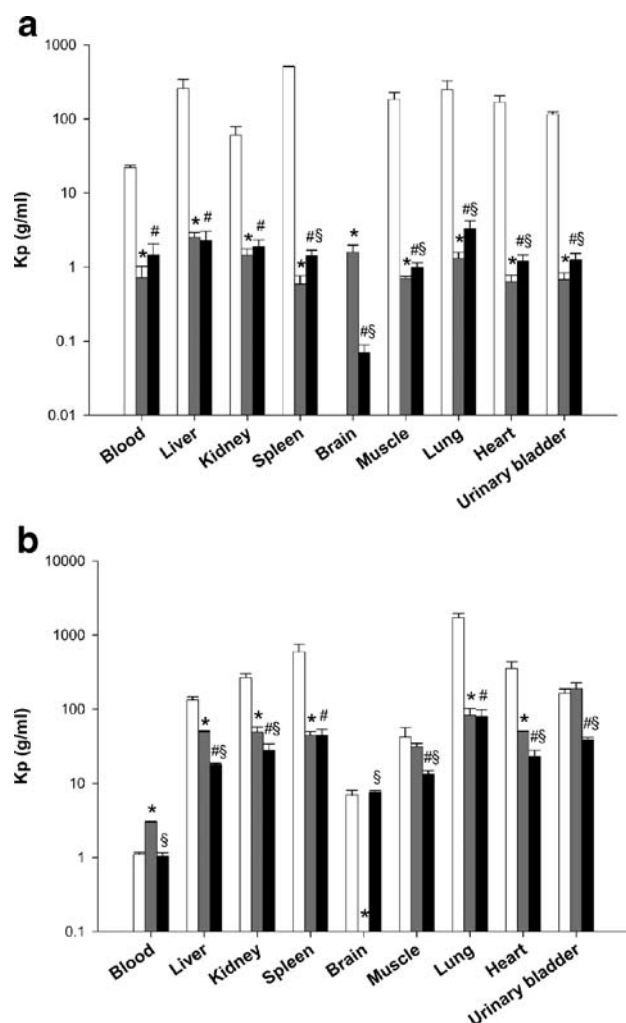 a
Kp (g/ml)
1000
100
10
1
0.1
0.01
* # * # * # * #§ * #§ * #§ * #§ * #§ * #§
Blood Liver Kidney Spleen Brain Muscle Lung Heart Urinary bladder
b
Kp (g/ml)
10000
1000
100
10
1
0.1
* § * #§ * #§ * # * § #§ * # * #§ #§
Blood Liver Kidney Spleen Brain Muscle Lung Heart Urinary bladder